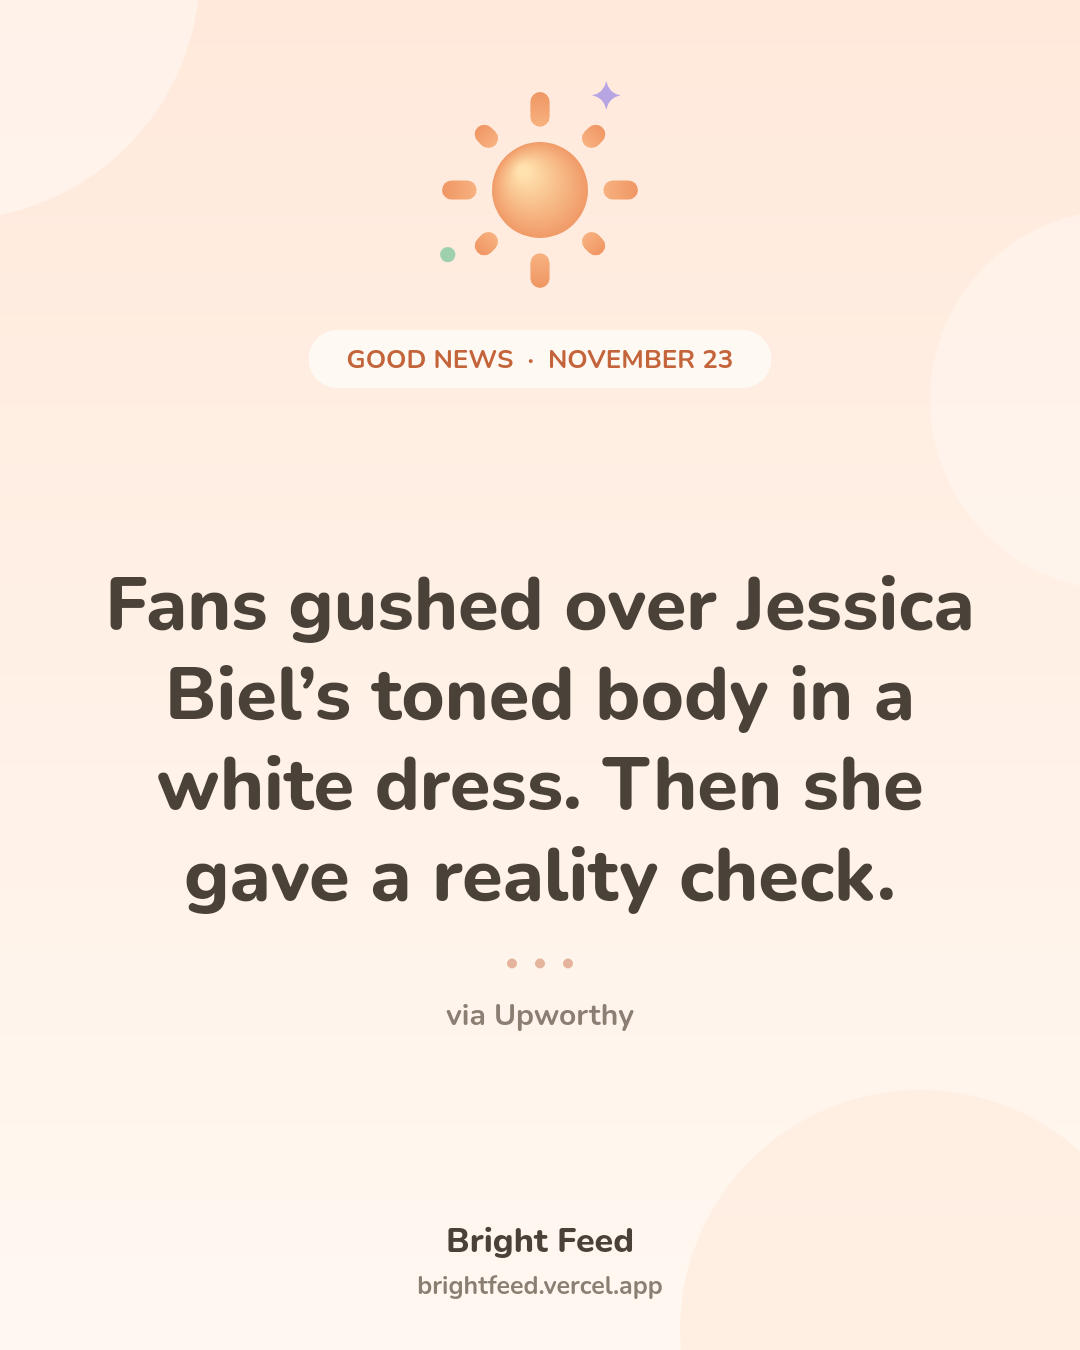 GOOD NEWS · NOVEMBER 23
Fans gushed over Jessica
Biel’s toned body in a
white dress. Then she
gave a reality check.
via Upworthy
Bright Feed
brightfeed.vercel.app